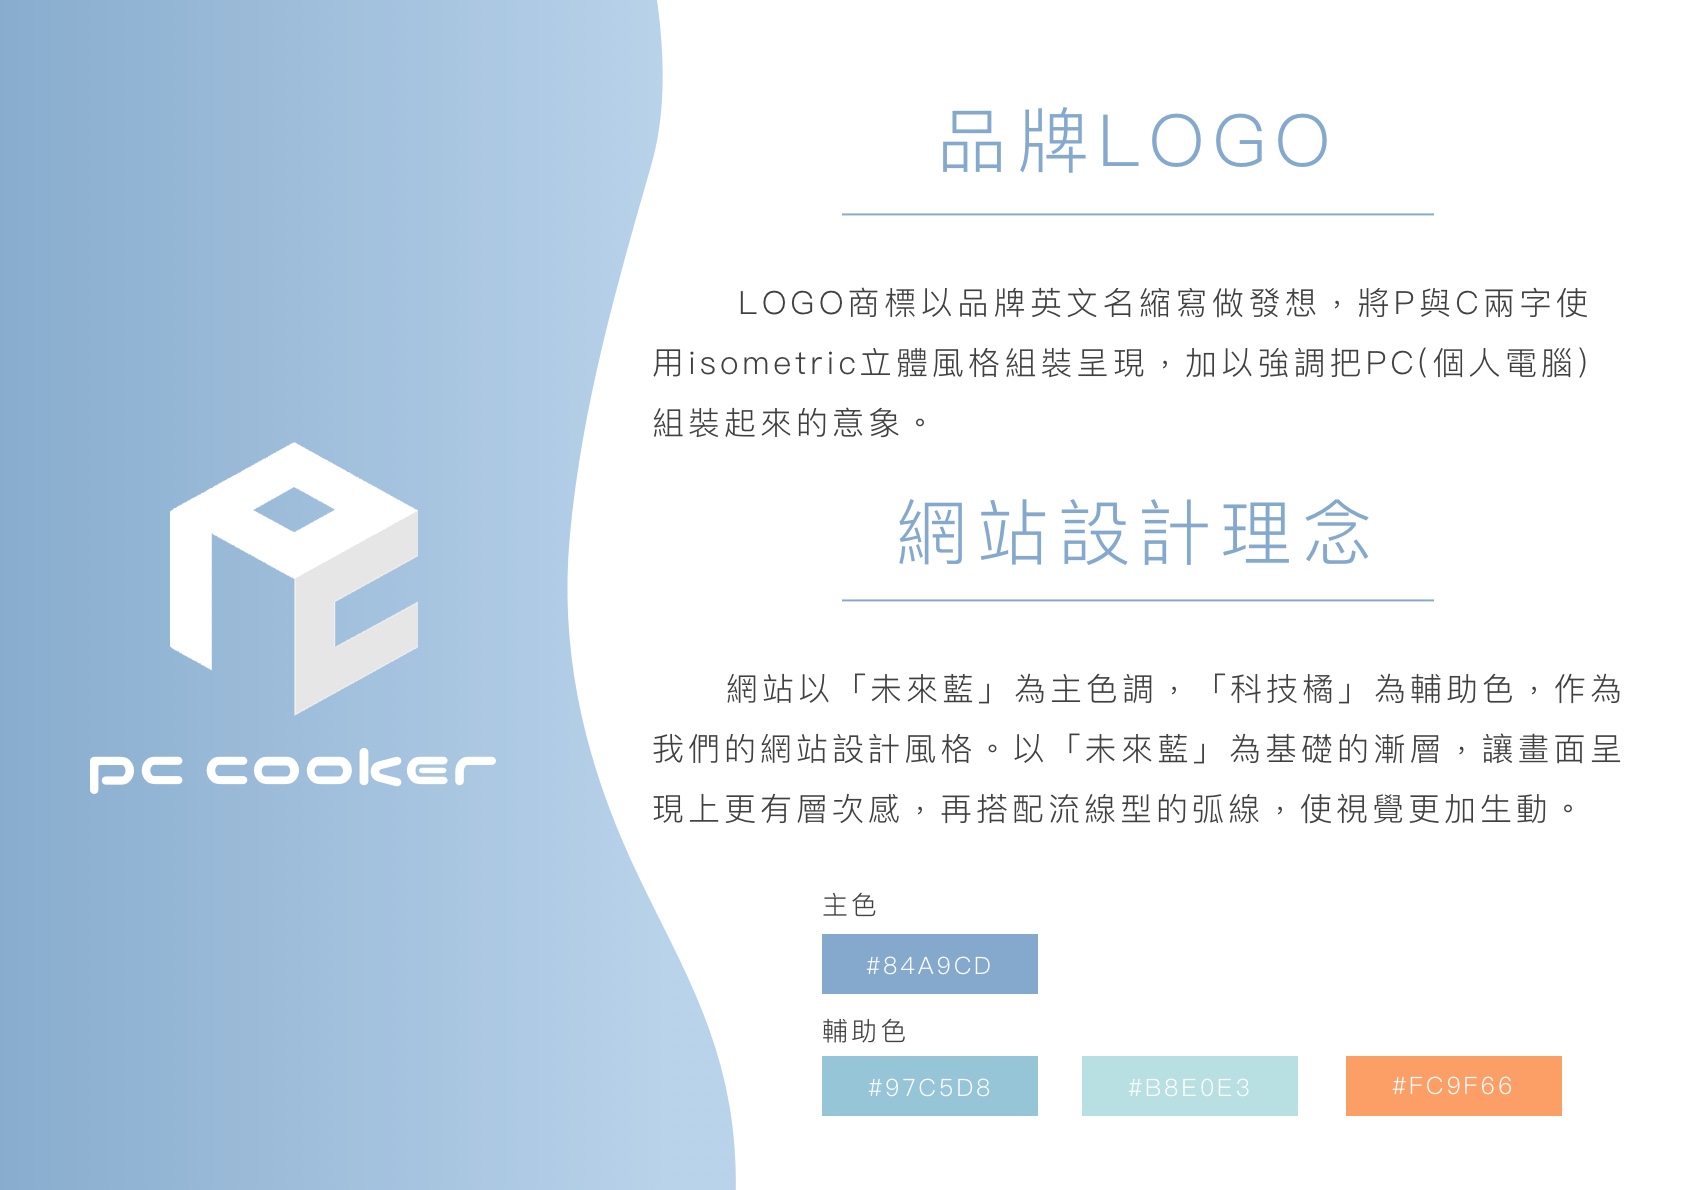 pc cooker
品牌LOGO
LOGO商標以品牌英文名縮寫做發想，將P與C兩字使
用isometric立體風格組裝呈現，加以強調把PC(個人電腦)
組裝起來的意象。
網站設計理念
網站以「未來藍」為主色調，「科技橘」為輔助色，作為
我們的網站設計風格。以「未來藍」為基礎的漸層，讓畫面呈
現上更有層次感，再搭配流線型的弧線，使視覺更加生動。
主色
#84A9CD
輔助色
#97C5D8
#B8E0E3
#FC9F66